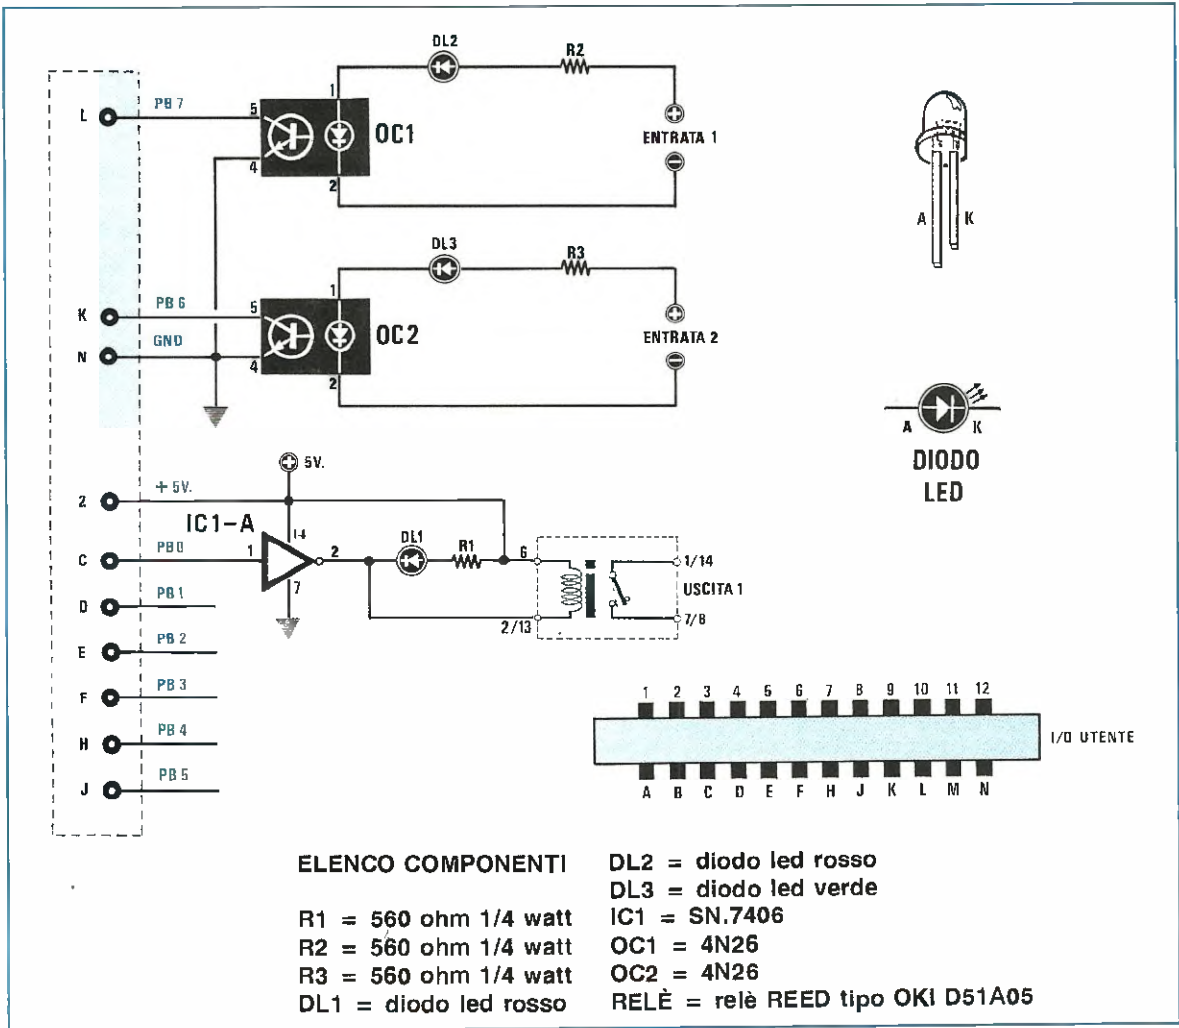 DL2
R2
L
PB 7
1
5
OC1
4
2
ENTRATA 1
DL3
R3
K
PB 6
1
5
OC2
N
GND
4
2
ENTRATA 2
A
K
A
K
DIODO
LED
5V.
2
+ 5V.
IC1-A
14
C
PB0
1
2
7
DL1
R1
6
1/14
USCITA 1
2/13
7/8
D
PB 1
E
PB 2
F
PB 3
H
PB 4
J
PB 5
1 2 3 4 5 6 7 8 9 10 11 12
I/O UTENTE
A B C D E F H J K L M N
ELENCO COMPONENTI
R1 = 560 ohm 1/4 watt
R2 = 560 ohm 1/4 watt
R3 = 560 ohm 1/4 watt
DL1 = diodo led rosso
DL2 = diodo led rosso
DL3 = diodo led verde
IC1 = SN.7406
OC1 = 4N26
OC2 = 4N26
RELÈ = relè REED tipo OKI D51A05